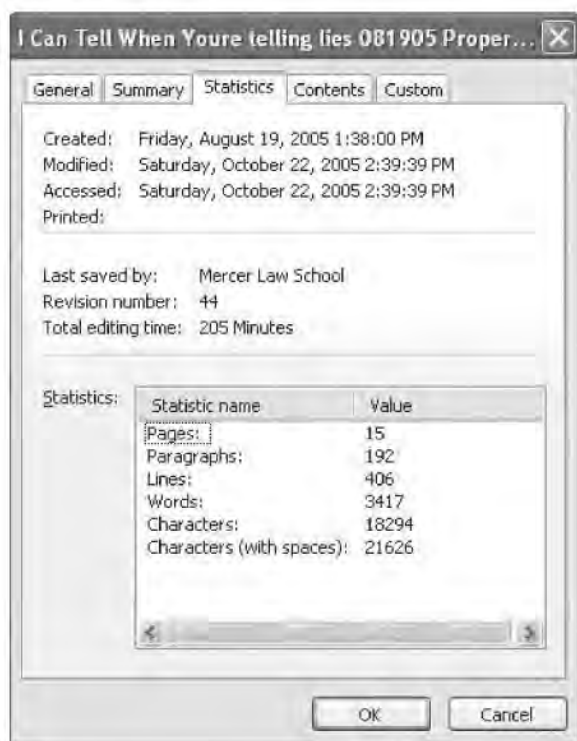 I Can Tell When Youre telling lies 081905 Proper...
General Summary Statistics Contents Custom
Created: Friday, August 19, 2005 1:38:00 PM
Modified: Saturday, October 22, 2005 2:39:39 PM
Accessed: Saturday, October 22, 2005 2:39:39 PM
Printed:
Last saved by: Mercer Law School
Revision number: 44
Total editing time: 205 Minutes
Statistics:
Statistic name Value
Pages: 15
Paragraphs: 192
Lines: 406
Words: 3417
Characters: 18294
Characters (with spaces): 21626
OK Cancel